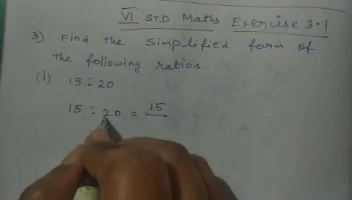 VI STD Maths Exercise 3.1
3) Find the Simplified form of
the following ratios
(i) 15 : 20
15 : 20 = 15